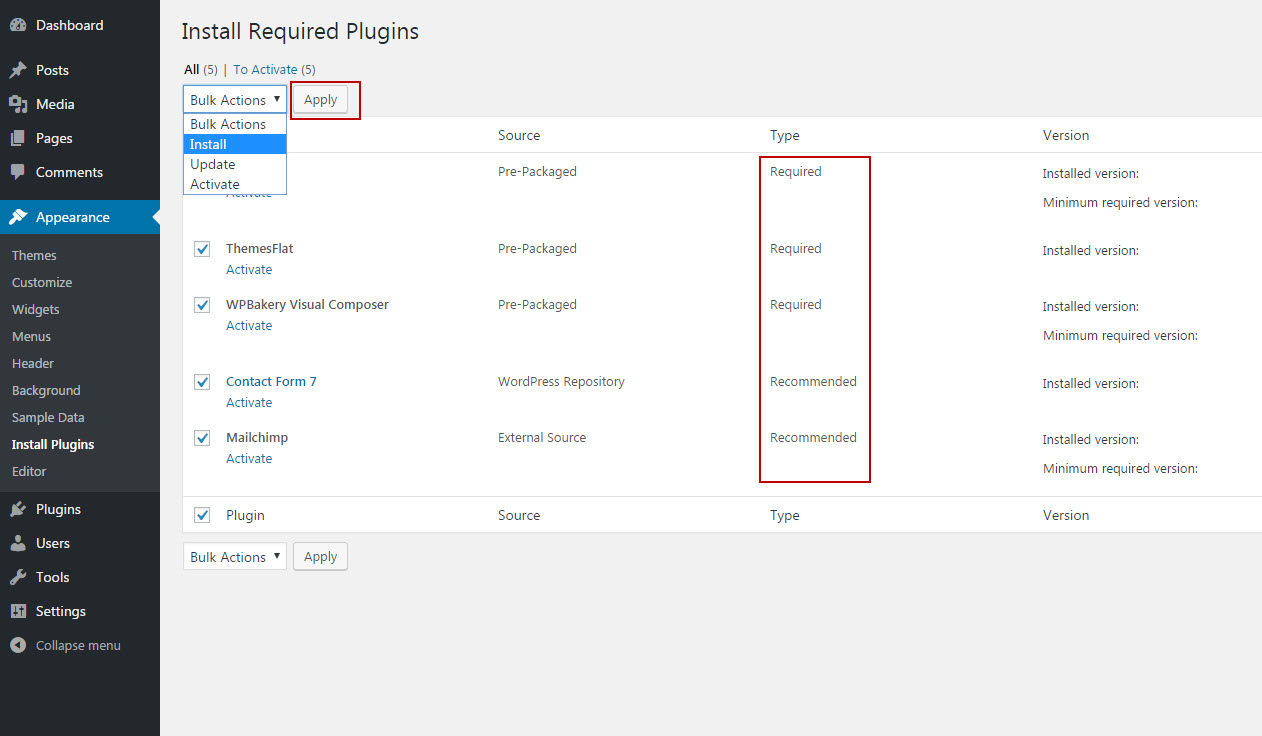 Dashboard
Posts
Media
Pages
Comments
Appearance
Themes
Customize
Widgets
Menus
Header
Background
Sample Data
Install Plugins
Editor
Plugins
Users
Tools
Settings
Collapse menu
Install Required Plugins
All (5) | To Activate (5)
Bulk Actions Apply
Bulk Actions
Install
Update
Activate
Source Type Version
Pre-Packaged Required Installed version:
Activate
Minimum required version:
ThemesFlat Pre-Packaged Required Installed version:
Activate
WPBakery Visual Composer Pre-Packaged Required Installed version:
Activate
Minimum required version:
Contact Form 7 WordPress Repository Recommended Installed version:
Activate
Mailchimp External Source Recommended Installed version:
Activate
Minimum required version:
Plugin Source Type Version
Bulk Actions Apply